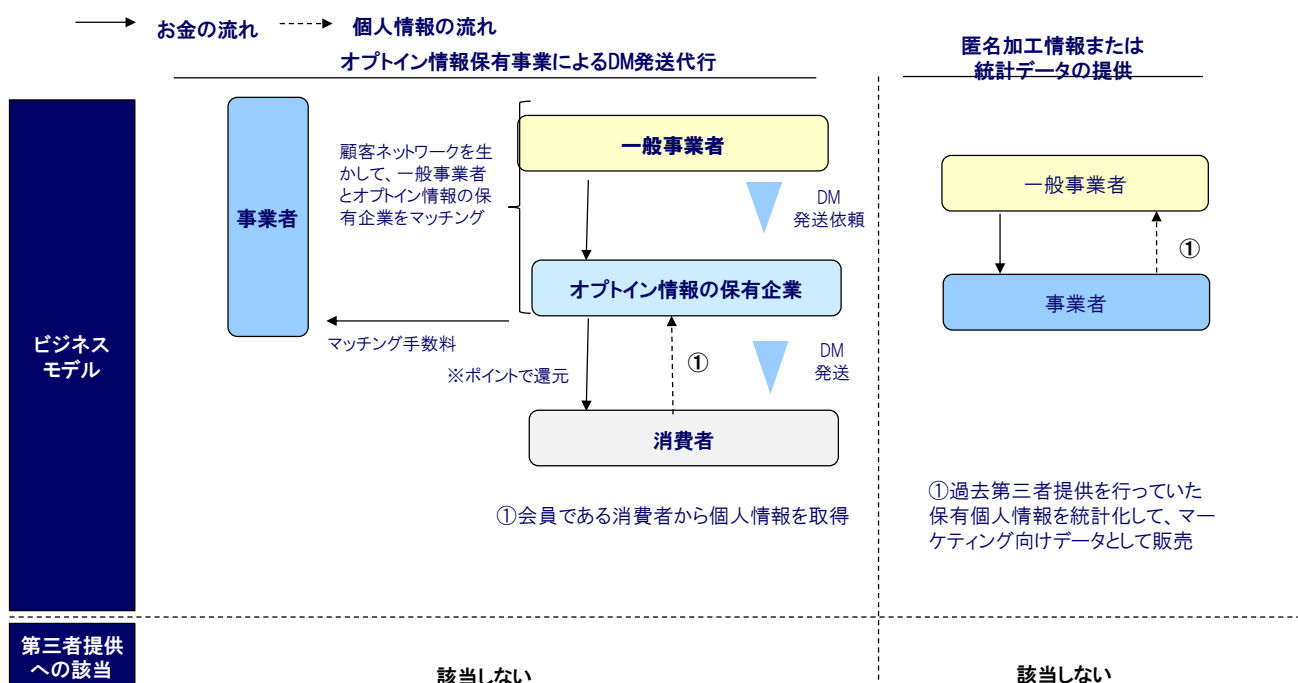 お金の流れ
個人情報の流れ
オプトイン情報保有事業によるDM発送代行
匿名加工情報または
統計データの提供
ビジネス
モデル
事業者
顧客ネットワークを生
かして、一般事業者
とオプトイン情報の保
有企業をマッチング
一般事業者
DM
発送依頼
オプトイン情報の保有企業
マッチング手数料
※ポイントで還元
①
DM
発送
消費者
①会員である消費者から個人情報を取得
一般事業者
①
事業者
①過去第三者提供を行っていた
保有個人情報を統計化して、マー
ケティング向けデータとして販売
第三者提供
への該当
該当しない
該当しない